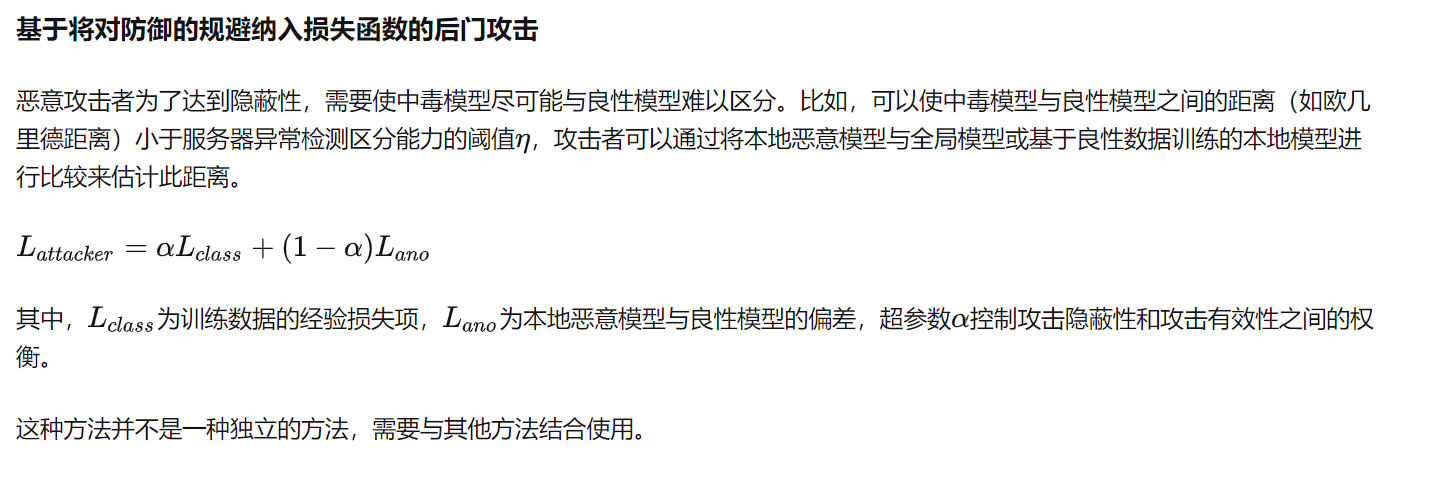 基于将对防御的规避纳入损失函数的后门攻击
恶意攻击者为了达到隐蔽性，需要使中毒模型尽可能与良性模型难以区分。比如，可以使中毒模型与良性模型之间的距离（如欧几
里德距离）小于服务器异常检测区分能力的阈值η，攻击者可以通过将本地恶意模型与全局模型或基于良性数据训练的本地模型进
行比较来估计此距离。
L_{attacker} = αL_{class} + (1 − α)L_{ano}
其中，L_{class}为训练数据的经验损失项，L_{ano}为本地恶意模型与良性模型的偏差，超参数α控制攻击隐蔽性和攻击有效性之间的权
衡。
这种方法并不是一种独立的方法，需要与其他方法结合使用。